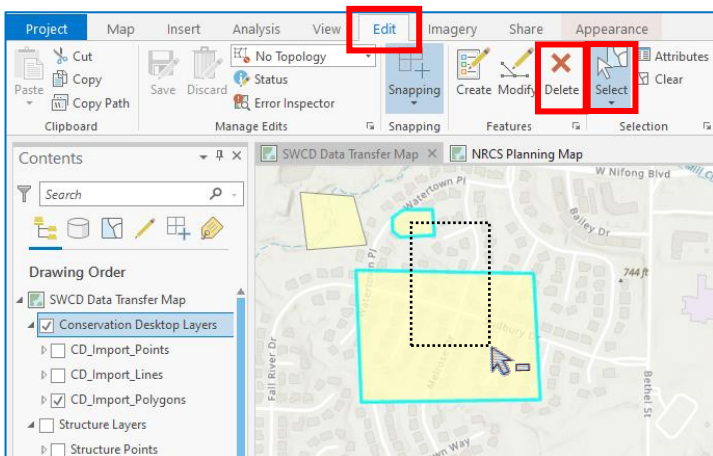 Project Map Insert Analysis View Edit Imagery Share Appearance
Cut
Copy
Copy Path
Paste
Clipboard
Save Discard
No Topology
Status
Error Inspector
Manage Edits
Snapping
Snapping
Create Modify Delete
Features
Select
Attributes
Clear
Selection
Contents
Search
Drawing Order
SWCD Data Transfer Map
Conservation Desktop Layers
CD_Import_Points
CD_Import_Lines
CD_Import_Polygons
Structure Layers
Structure Points
SWCD Data Transfer Map
NRCS Planning Map
W Nifong Blvd
Watertown Pl
Bailey Dr
744 ft
Watertown Pl
Fall River Dr
Bethel St